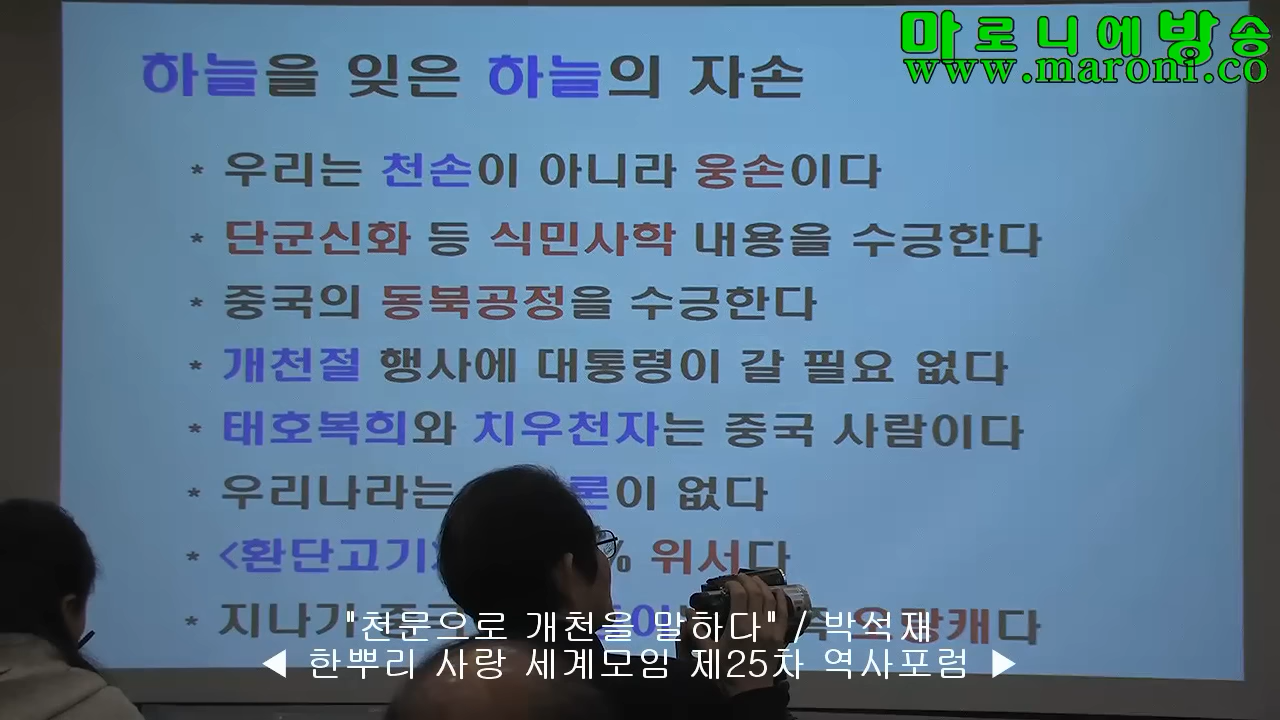 마로니에방송
www.maroni.co
하늘을 잊은 하늘의 자손
* 우리는 천손이 아니라 웅손이다
* 단군신화 등 식민사학 내용을 수긍한다
* 중국의 동북공정을 수긍한다
* 개천절 행사에 대통령이 갈 필요 없다
* 태호복희와 치우천자는 중국 사람이다
* 우리나라는 론이 없다
* <환단고기> % 위서다
* 지나가
"천문으로 개천을 말하다" / 박석재
◀ 한뿌리 사랑 세계모임 제25차 역사포럼 ▶